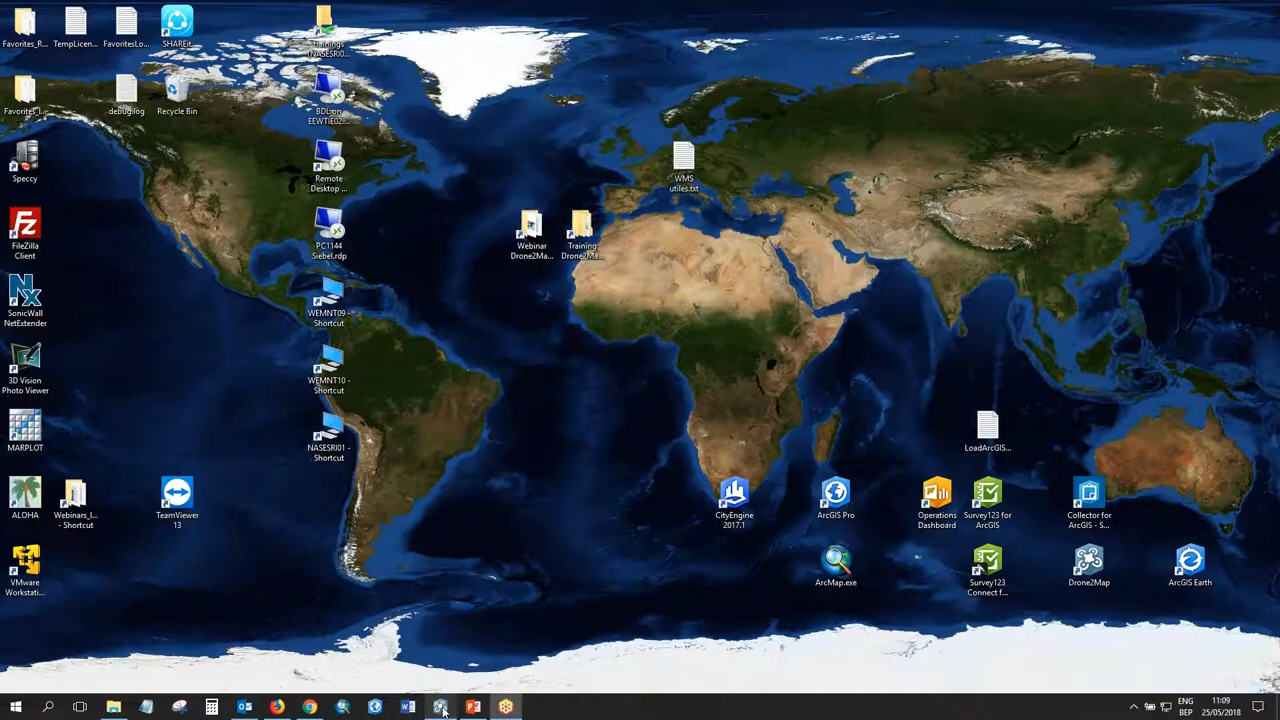 Favorites_R...
TempLicen...
FavoritesLo...
SHAREit
Trainings
(NASESRI0...
Favorites_I...
debug.log
Recycle Bin
BDL on
EEWTIE02...
Speccy
Remote
Desktop ...
WMS
utiles.txt
FileZilla
Client
PC1144
Siebel.rdp
Webinar
Drone2Ma...
Training
Drone2Ma...
SonicWall
NetExtender
WEMNT09 -
Shortcut
3D Vision
Photo Viewer
WEMNT10 -
Shortcut
MARPLOT
NASESRI01 -
Shortcut
LoadArcGIS...
ALOHA
Webinars_I...
- Shortcut
TeamViewer
13
CityEngine
2017.1
ArcGIS Pro
Operations
Dashboard
Survey123 for
ArcGIS
Collector for
ArcGIS - S...
VMware
Workstati...
ArcMap.exe
Survey123
Connect f...
Drone2Map
ArcGIS Earth
ENG
BEP
11:09
25/05/2018